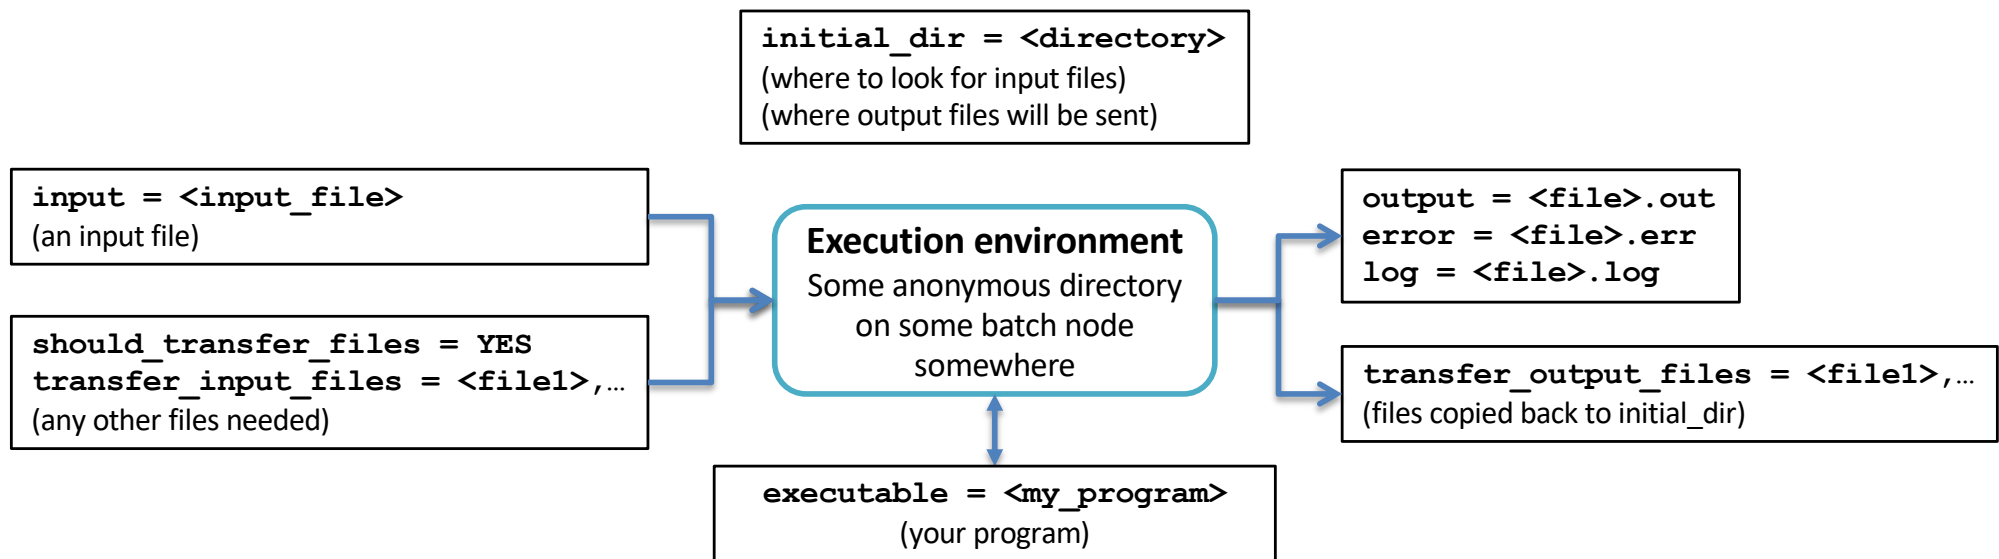 initial_dir = <directory>
(where to look for input files)
(where output files will be sent)
input = <input_file>
(an input file)
should_transfer_files = YES
transfer_input_files = <file1>,…
(any other files needed)
Execution environment
Some anonymous directory
on some batch node
somewhere
output = <file>.out
error = <file>.err
log = <file>.log
transfer_output_files = <file1>,…
(files copied back to initial_dir)
executable = <my_program>
(your program)